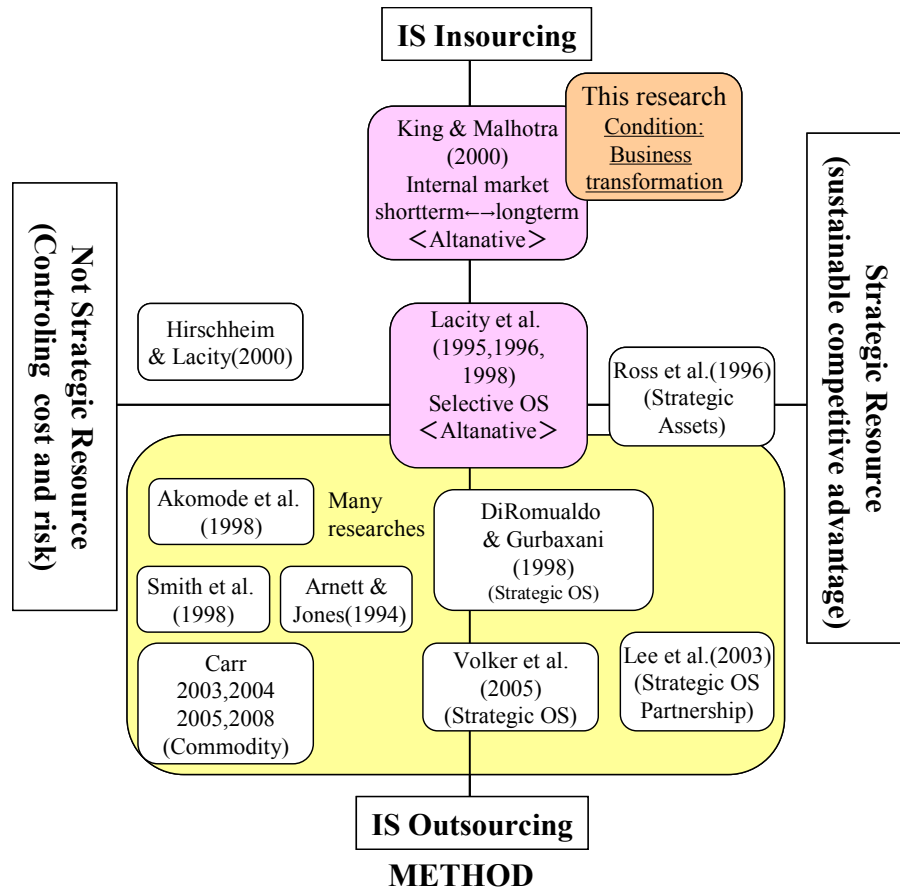 IS Insourcing
This research
Condition:
Business
transformation
King & Malhotra
(2000)
Internal market
shortterm←→longterm
＜Altanative＞
Not Strategic Resource
(Controling cost and risk)
Strategic Resource
(sustainable competitive advantage)
Hirschheim
& Lacity(2000)
Lacity et al.
(1995,1996,
1998)
Selective OS
＜Altanative＞
Ross et al.(1996)
(Strategic
Assets)
Akomode et al.
(1998)
Many
researches
DiRomualdo
& Gurbaxani
(1998)
(Strategic OS)
Smith et al.
(1998)
Arnett &
Jones(1994)
Carr
2003,2004
2005,2008
(Commodity)
Volker et al.
(2005)
(Strategic OS)
Lee et al.(2003)
(Strategic OS
Partnership)
IS Outsourcing
METHOD